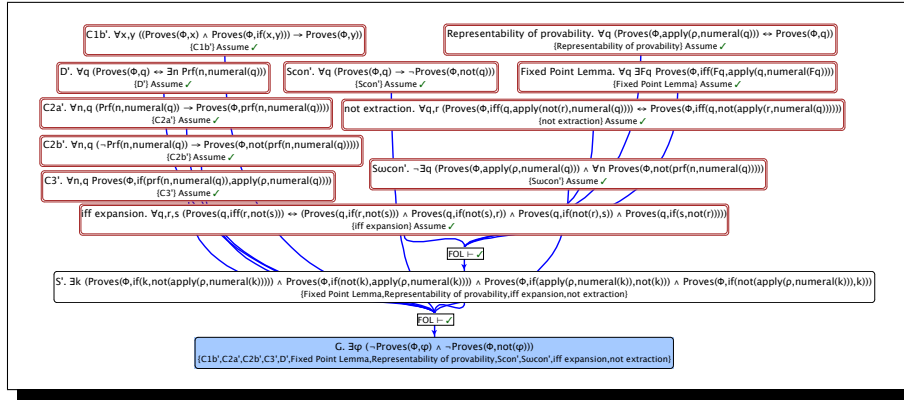 C1b'. ∀x,y ((Proves(Φ,x) ∧ Proves(Φ,if(x,y))) → Proves(Φ,y))
{C1b'} Assume ✓
Representability of provability. ∀q (Proves(Φ,apply(ρ,numeral(q))) ↔ Proves(Φ,q))
{Representability of provability} Assume ✓
D'. ∀q (Proves(Φ,q) ↔ ∃n Prf(n,numeral(q)))
{D'} Assume ✓
Scon'. ∀q (Proves(Φ,q) → ¬Proves(Φ,not(q)))
{Scon'} Assume ✓
Fixed Point Lemma. ∀q ∃Fq Proves(Φ,iff(Fq,apply(q,numeral(Fq))))
{Fixed Point Lemma} Assume ✓
C2a'. ∀n,q (Prf(n,numeral(q)) → Proves(Φ,prf(n,numeral(q))))
{C2a'} Assume ✓
not extraction. ∀q,r (Proves(Φ,iff(q,apply(not(r),numeral(q)))) ↔ Proves(Φ,iff(q,not(apply(r,numeral(q))))))
{not extraction} Assume ✓
C2b'. ∀n,q (¬Prf(n,numeral(q)) → Proves(Φ,not(prf(n,numeral(q)))))
{C2b'} Assume ✓
Sωcon'. ¬∃q (Proves(Φ,apply(ρ,numeral(q))) ∧ ∀n Proves(Φ,not(prf(n,numeral(q)))))
{Sωcon'} Assume ✓
C3'. ∀n,q Proves(Φ,if(prf(n,numeral(q)),apply(ρ,numeral(q))))
{C3'} Assume ✓
iff expansion. ∀q,r,s (Proves(q,iff(r,not(s))) ↔ (Proves(q,if(r,not(s))) ∧ Proves(q,if(not(s),r)) ∧ Proves(q,if(not(r),s)) ∧ Proves(q,if(s,not(r)))))
{iff expansion} Assume ✓
FOL ⊢ ✓
S'. ∃k (Proves(Φ,if(k,not(apply(ρ,numeral(k))))) ∧ Proves(Φ,if(not(k),apply(ρ,numeral(k)))) ∧ Proves(Φ,if(apply(ρ,numeral(k)),not(k))) ∧ Proves(Φ,if(not(apply(ρ,numeral(k))),k)))
{Fixed Point Lemma,Representability of provability,iff expansion,not extraction}
FOL ⊢ ✓
G. ∃φ (¬Proves(Φ,φ) ∧ ¬Proves(Φ,not(φ)))
{C1b',C2a',C2b',C3',D',Fixed Point Lemma,Representability of provability,Scon',Sωcon',iff expansion,not extraction}